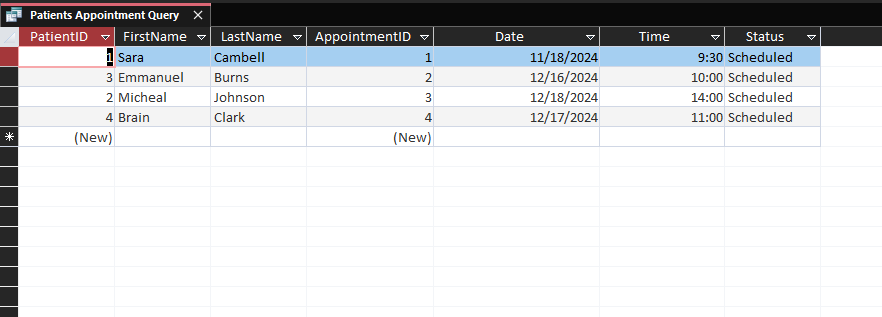 Patients Appointment Query
PatientID FirstName LastName AppointmentID Date Time Status
1 Sara Cambell 1 11/18/2024 9:30 Scheduled
3 Emmanuel Burns 2 12/16/2024 10:00 Scheduled
2 Micheal Johnson 3 12/18/2024 14:00 Scheduled
4 Brain Clark 4 12/17/2024 11:00 Scheduled
(New) (New)